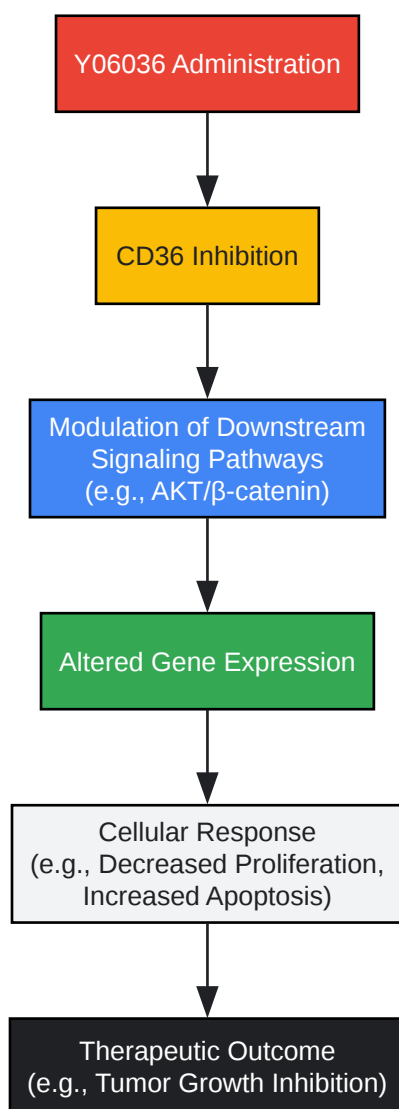 Y06036 Administration
CD36 Inhibition
Modulation of Downstream
Signaling Pathways
(e.g., AKT/β-catenin)
Altered Gene Expression
Cellular Response
(e.g., Decreased Proliferation,
Increased Apoptosis)
Therapeutic Outcome
(e.g., Tumor Growth Inhibition)